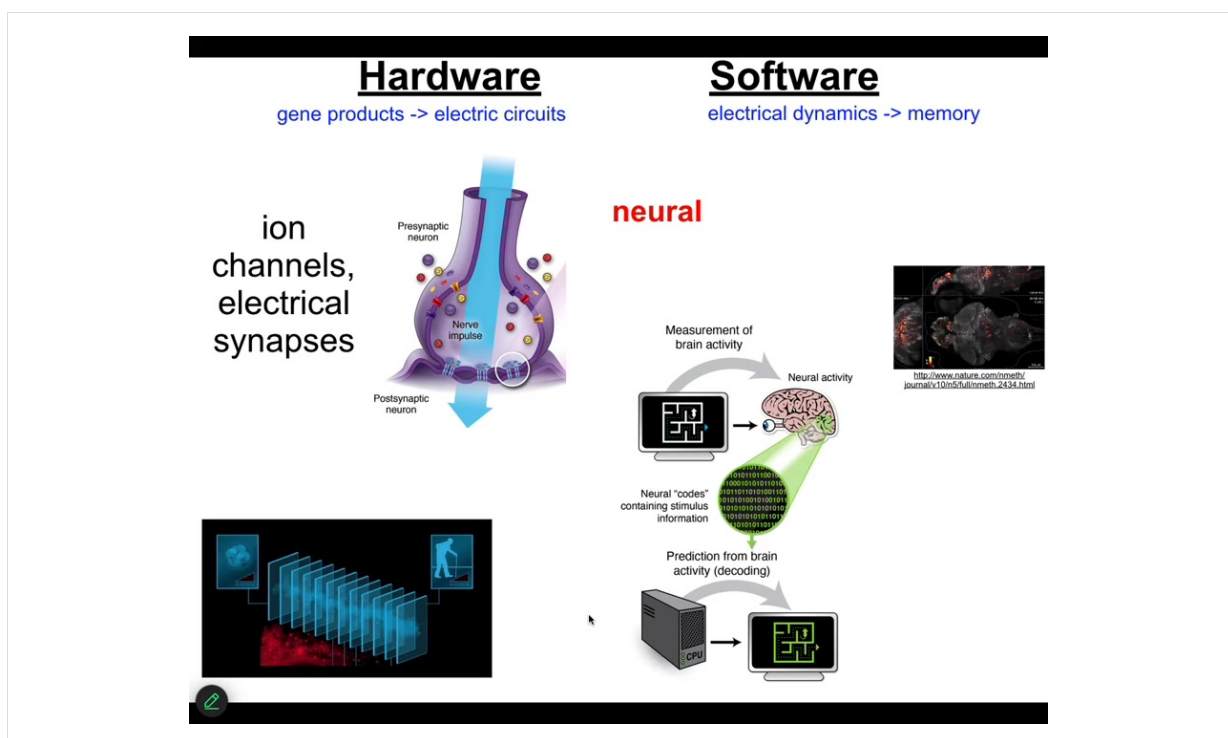 Hardware
gene products -> electric circuits
Software
electrical dynamics -> memory
ion
channels,
electrical
synapses
Presynaptic
neuron
Nerve
impulse
Postsynaptic
neuron
neural
http://www.nature.com/nmeth/
journal/v10/n5/full/nmeth.2434.html
Measurement of
brain activity
Neural activity
Neural "codes"
containing stimulus
information
Prediction from brain
activity (decoding)
CPU